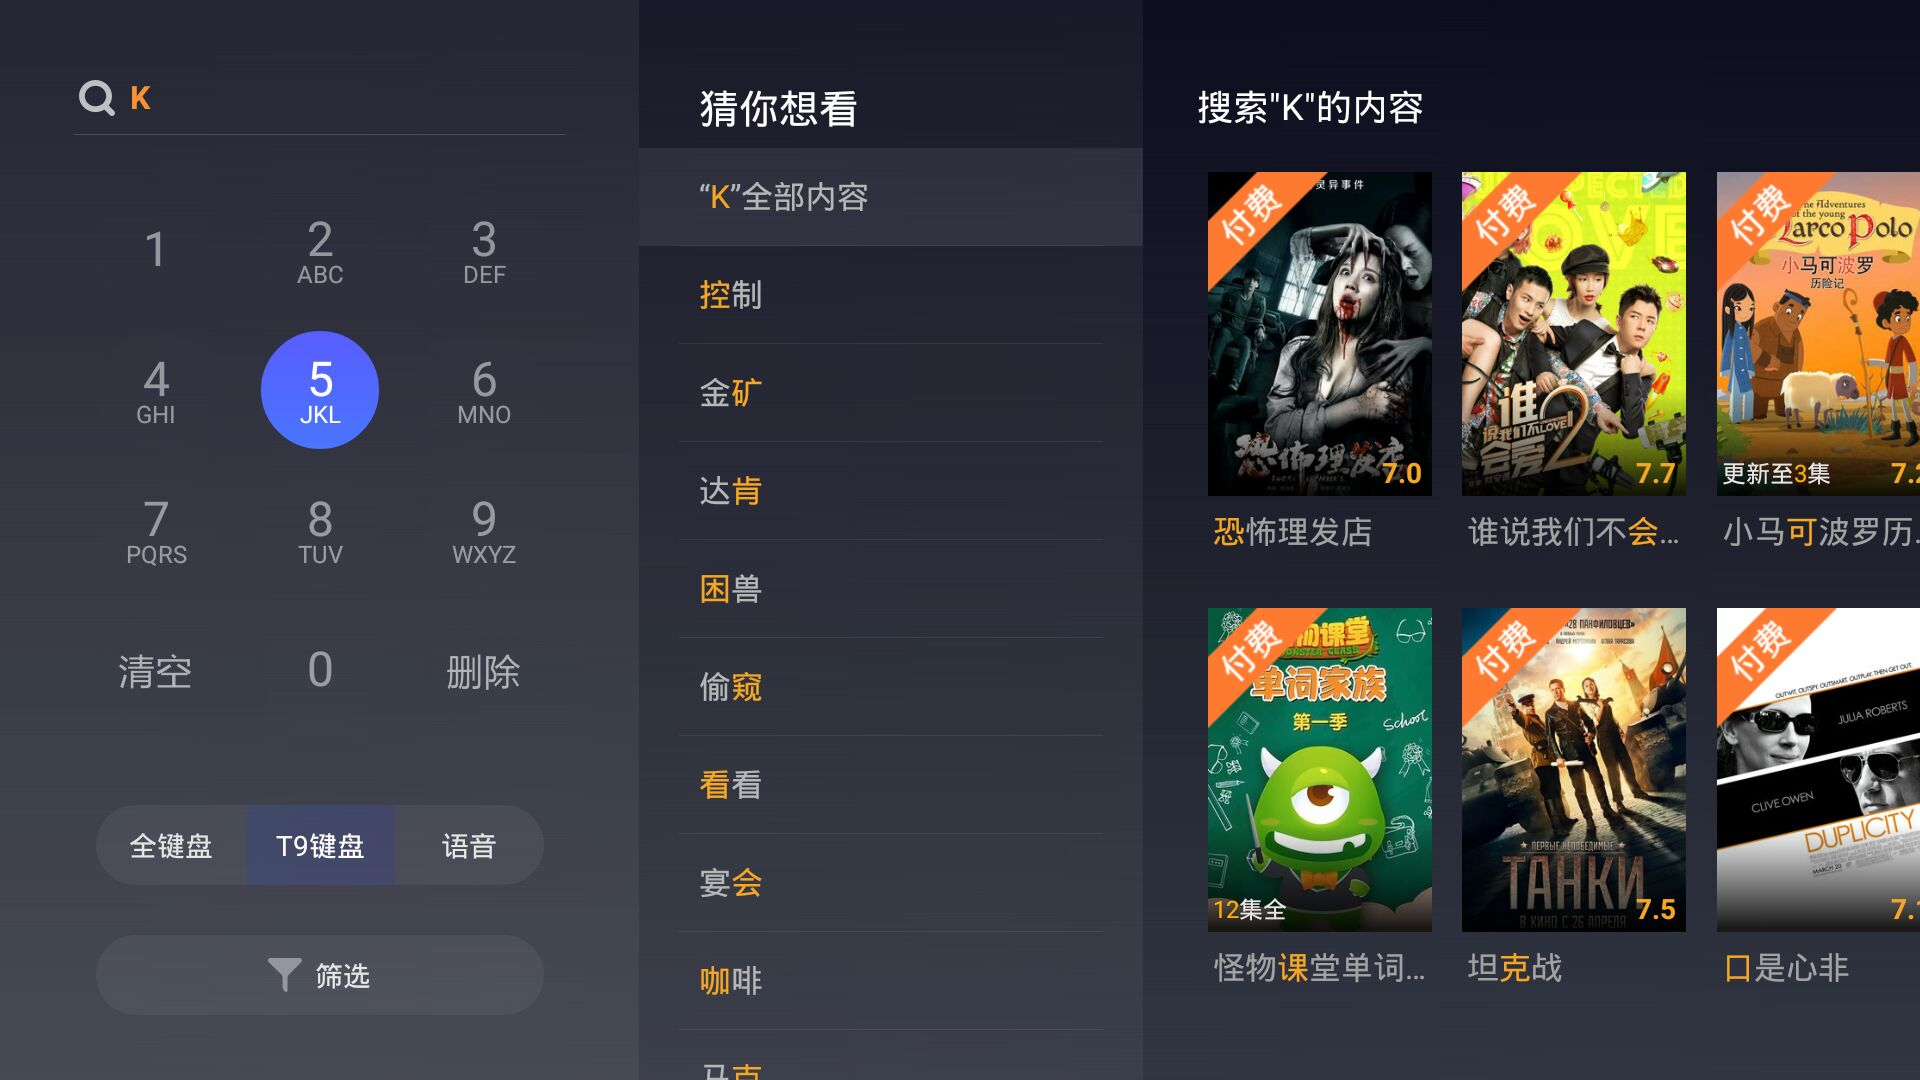 K
1
2
ABC
3
DEF
4
GHI
5
JKL
6
MNO
7
PQRS
8
TUV
9
WXYZ
清空
0
删除
全键盘
T9键盘
语音
筛选
猜你想看
“K”全部内容
控制
金矿
达肯
困兽
偷窥
看看
宴会
咖啡
马克
搜索"K"的内容
付费
灵异事件
恐怖理发店
7.0
恐怖理发店
付费
谁
说我们不LOVE
会爱2
7.7
谁说我们不会...
付费
The Adventures
of the young
arco Polo
小马可波罗
历险记
更新至3集
7.2
小马可波罗历...
付费
物课堂
MONSTER CLASS
单词家族
第一季
School
12集全
怪物课堂单词...
付费
«28 ПАНФИЛОВЦЕВ»
★ ПЕРВЫЕ НЕПОБЕДИМЫЕ ★
ТАНКИ
В КИНО С 26 АПРЕЛЯ
7.5
坦克战
付费
OUTWIT. OUTSPY. OUTSMART. OUTPLAY. THEN GET OUT.
JULIA ROBERTS
CLIVE OWEN
DUPLICITY
MARCH 20
7.
口是心非